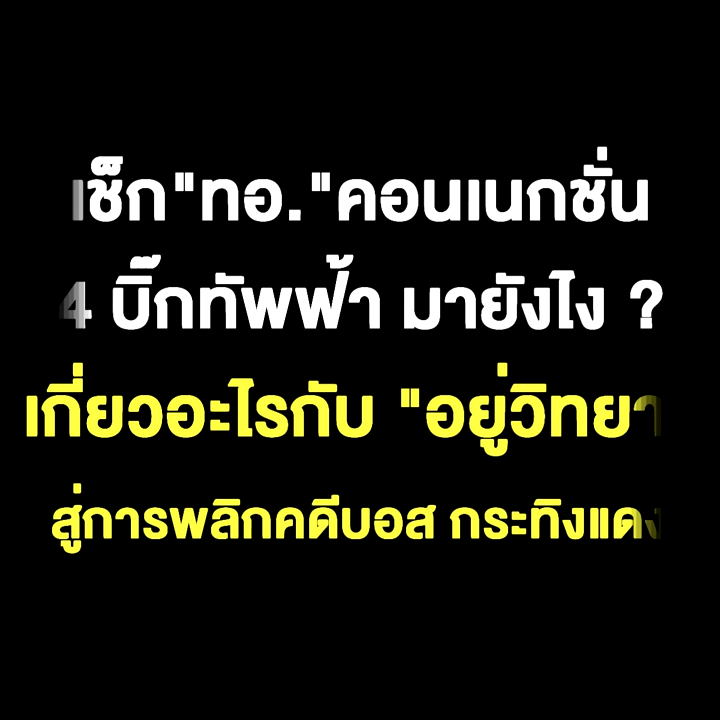 เช็ก"ทอ."คอนเนกชั่น
4 บิ๊กทัพฟ้า มายังไง ?
เกี่ยวอะไรกับ "อยู่วิทยา
สู่การพลิกคดีบอส กระทิงแดง